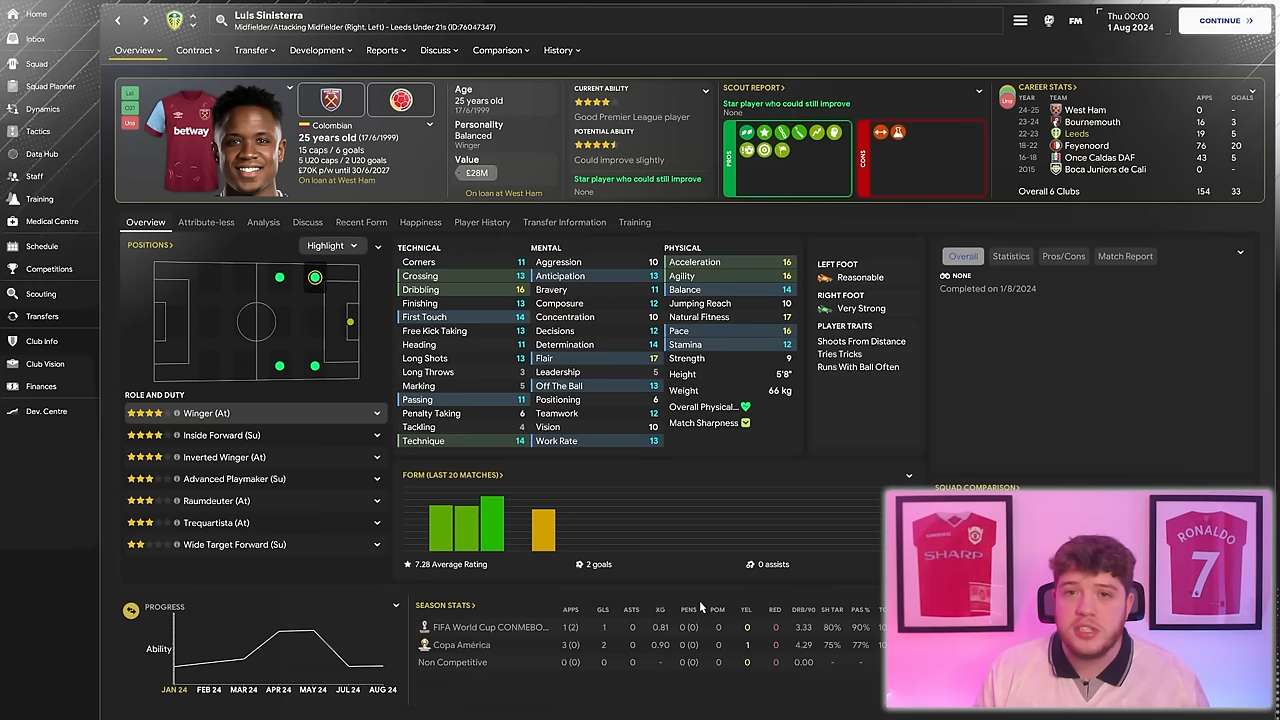 Home
Inbox
Squad
Squad Planner
Dynamics
Tactics
Data Hub
Staff
Training
Medical Centre
Schedule
Competitions
Scouting
Transfers
Club Info
Club Vision
Finances
Dev. Centre
Luis Sinisterra
Midfielder/Attacking Midfielder (Right, Left) - Leeds Under 21s (ID:76047247)
FM
Thu 00:00
1 Aug 2024
CONTINUE
Overview
Contract
Transfer
Development
Reports
Discuss
Comparison
History
Lst
O21
Una
betway
Colombian
25 years old (17/6/1999)
15 caps / 6 goals
5 U20 caps / 2 U20 goals
£70K p/w until 30/6/2027
On loan at West Ham
Age
25 years old
17/6/1999
Personality
Balanced
Winger
Value
£28M
On loan at West Ham
CURRENT ABILITY
Good Premier League player
POTENTIAL ABILITY
Could improve slightly
Star player who could still improve
None
SCOUT REPORT
Star player who could still improve
None
PROS
CONS
CAREER STATS
Una
YEAR TEAM APPS GOALS
24-25 West Ham 0 -
23-24 Bournemouth 16 3
22-23 Leeds 19 5
18-22 Feyenoord 76 20
16-18 Once Caldas DAF 43 5
2015 Boca Juniors de Cali 0 -
Overall 6 Clubs 154 33
Overview
Attribute-less
Analysis
Discuss
Recent Form
Happiness
Player History
Transfer Information
Training
POSITIONS
Highlight
ROLE AND DUTY
Winger (At)
Inside Forward (Su)
Inverted Winger (At)
Advanced Playmaker (Su)
Raumdeuter (At)
Trequartista (At)
Wide Target Forward (Su)
TECHNICAL
Corners 11
Crossing 13
Dribbling 16
Finishing 13
First Touch 14
Free Kick Taking 13
Heading 11
Long Shots 13
Long Throws 3
Marking 5
Passing 11
Penalty Taking 6
Tackling 4
Technique 14
MENTAL
Aggression 10
Anticipation 13
Bravery 11
Composure 12
Concentration 10
Decisions 12
Determination 14
Flair 17
Leadership 5
Off The Ball 13
Positioning 6
Teamwork 12
Vision 10
Work Rate 13
PHYSICAL
Acceleration 16
Agility 16
Balance 14
Jumping Reach 10
Natural Fitness 17
Pace 16
Stamina 12
Strength 9
Height 5'8"
Weight 66 kg
Overall Physical...
Match Sharpness
LEFT FOOT
Reasonable
RIGHT FOOT
Very Strong
PLAYER TRAITS
Shoots From Distance
Tries Tricks
Runs With Ball Often
Overall
Statistics
Pros/Cons
Match Report
NONE
Completed on 1/8/2024
FORM (LAST 20 MATCHES)
7.28 Average Rating
2 goals
0 assists
SQUAD COMPARISON
PROGRESS
Ability
JAN 24 FEB 24 MAR 24 APR 24 MAY 24 JUL 24 AUG 24
SEASON STATS
APPS GLS ASTS XG PENS POM YEL RED DRB/90 SH TAR PAS %
FIFA World Cup CONMEBO... 1 (2) 1 0 0.81 0 (0) 0 0 0 3.33 80% 90%
Copa América 3 (0) 2 0 0.90 0 (0) 0 1 0 4.29 75% 77%
Non Competitive 0 (0) 0 0 - 0 (0) 0 0 0 0.00 - -
SHARP
RONALDO
7